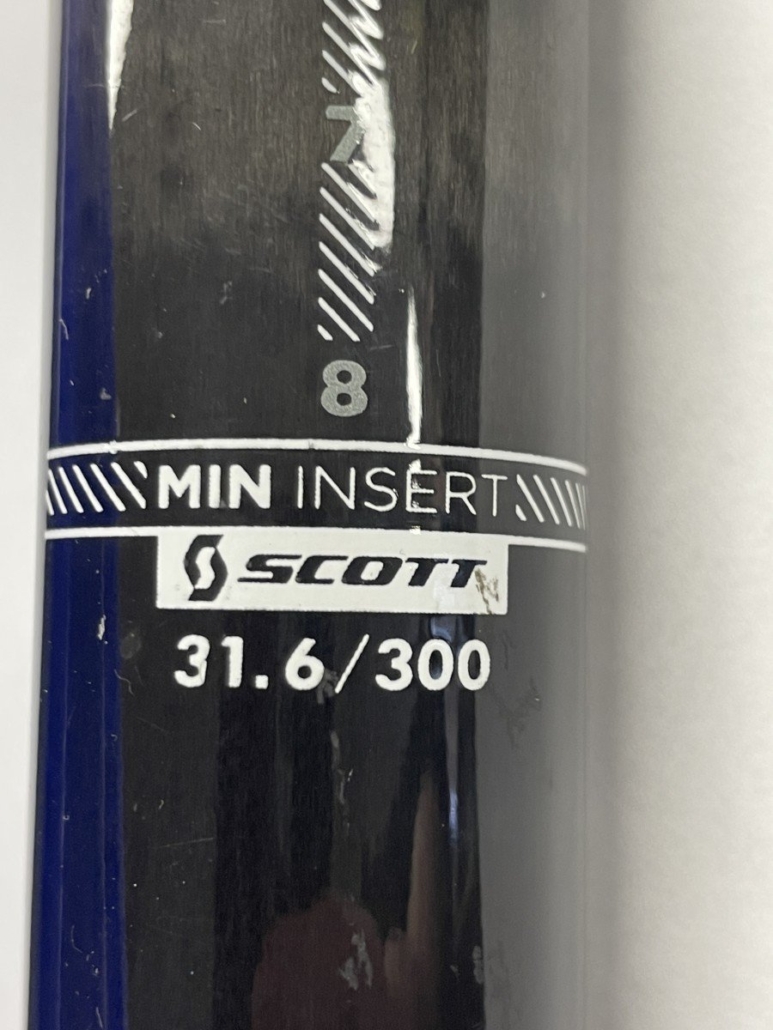 7
8
MIN INSERT
SCOTT
31.6/300